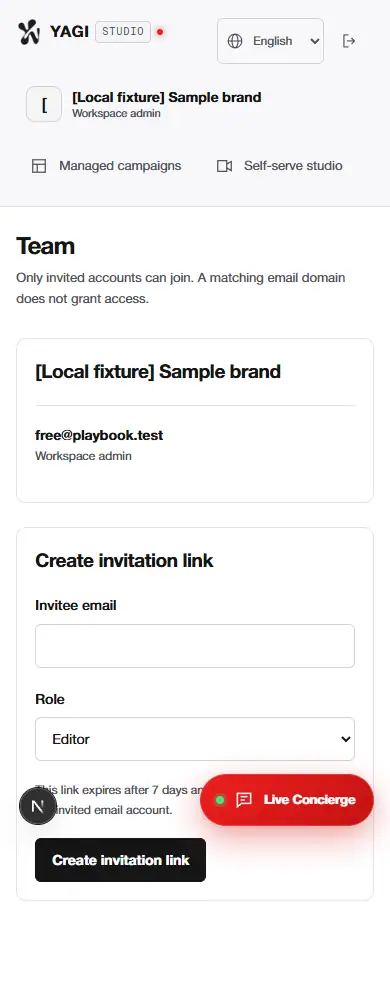 YAGI STUDIO
English
[
[Local fixture] Sample brand
Workspace admin
Managed campaigns
Self-serve studio
Team
Only invited accounts can join. A matching email domain
does not grant access.
[Local fixture] Sample brand
free@playbook.test
Workspace admin
Create invitation link
Invitee email
Role
Editor
This link expires after 7 days
invited email account.
N
Live Concierge
Create invitation link